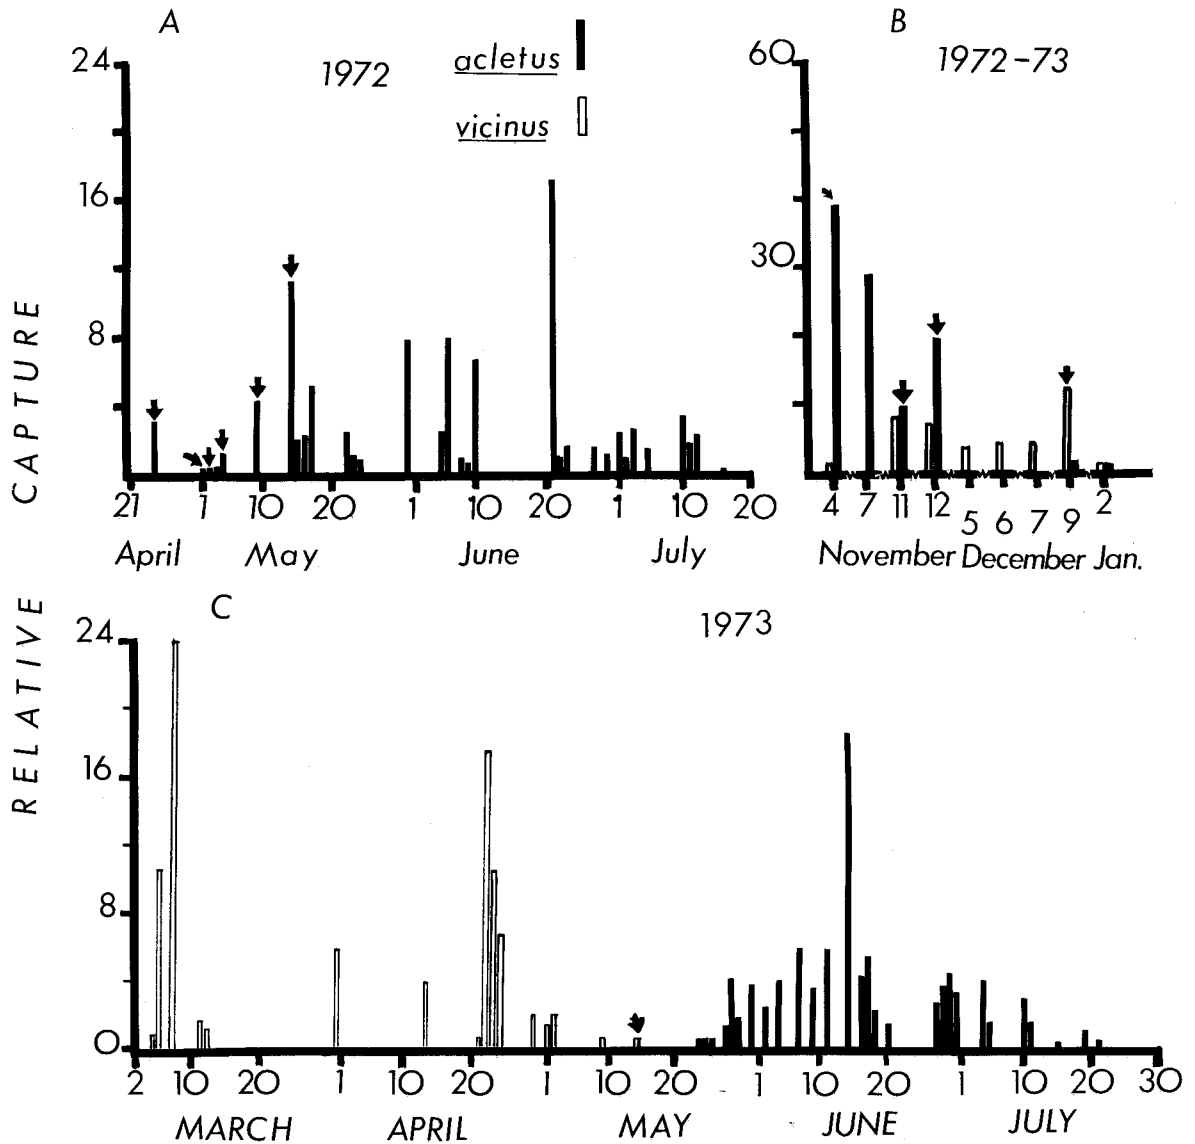 A
1972
acletus
vicinus
24
16
8
21 1 10 20 1 10 20 1 10 20
April May June July
B
1972-73
60
30
4 7 11 12 5 6 7 9 2
November December Jan.
CAPTURE
RELATIVE
C
1973
24
16
8
0
2 10 20 1 10 20 1 10 20 1 10 20 1 10 20 30
MARCH APRIL MAY JUNE JULY